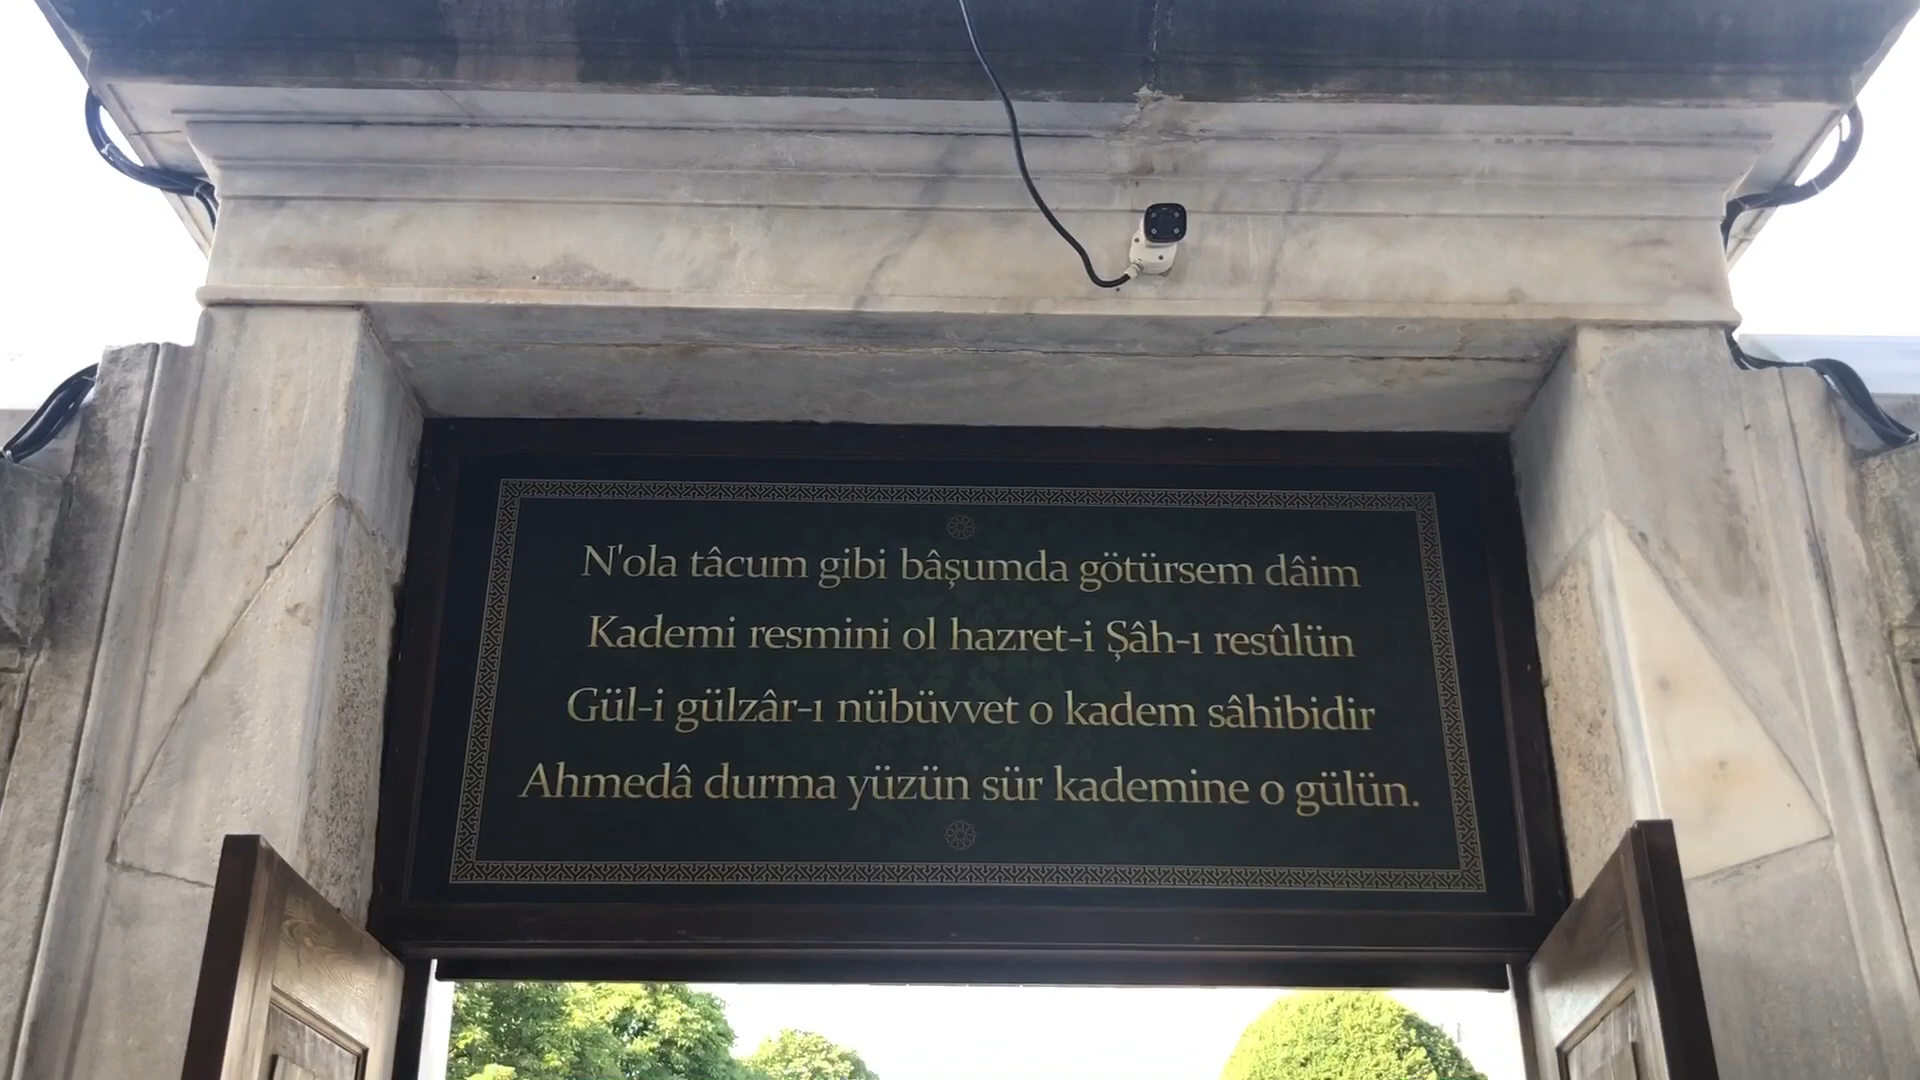 N'ola tâcum gibi bâşumda götürsem dâim
Kademi resmini ol hazret-i Şâh-ı resûlün
Gül-i gülzâr-ı nübüvvet o kadem sâhibidir
Ahmedâ durma yüzün sür kademine o gülün.